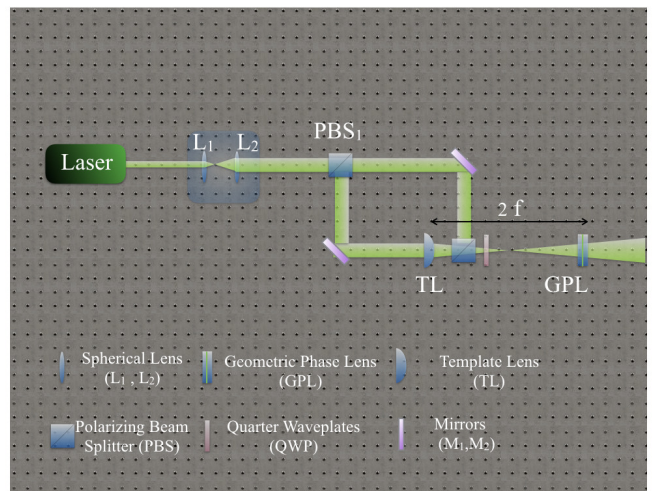 L₁ L₂
PBS₁
Laser
2 f
TL
GPL
Spherical Lens
(L₁ , L₂)
Geometric Phase Lens
(GPL)
Template Lens
(TL)
Polarizing Beam
Splitter (PBS)
Quarter Waveplates
(QWP)
Mirrors
(M₁,M₂)